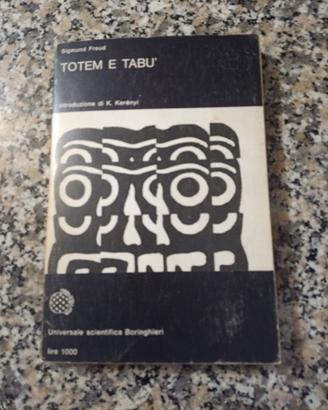 Sigmund Freud
TOTEM E TABU'
introduzione di K. Kerényi
Universale scientifica Boringhieri
lire 1000